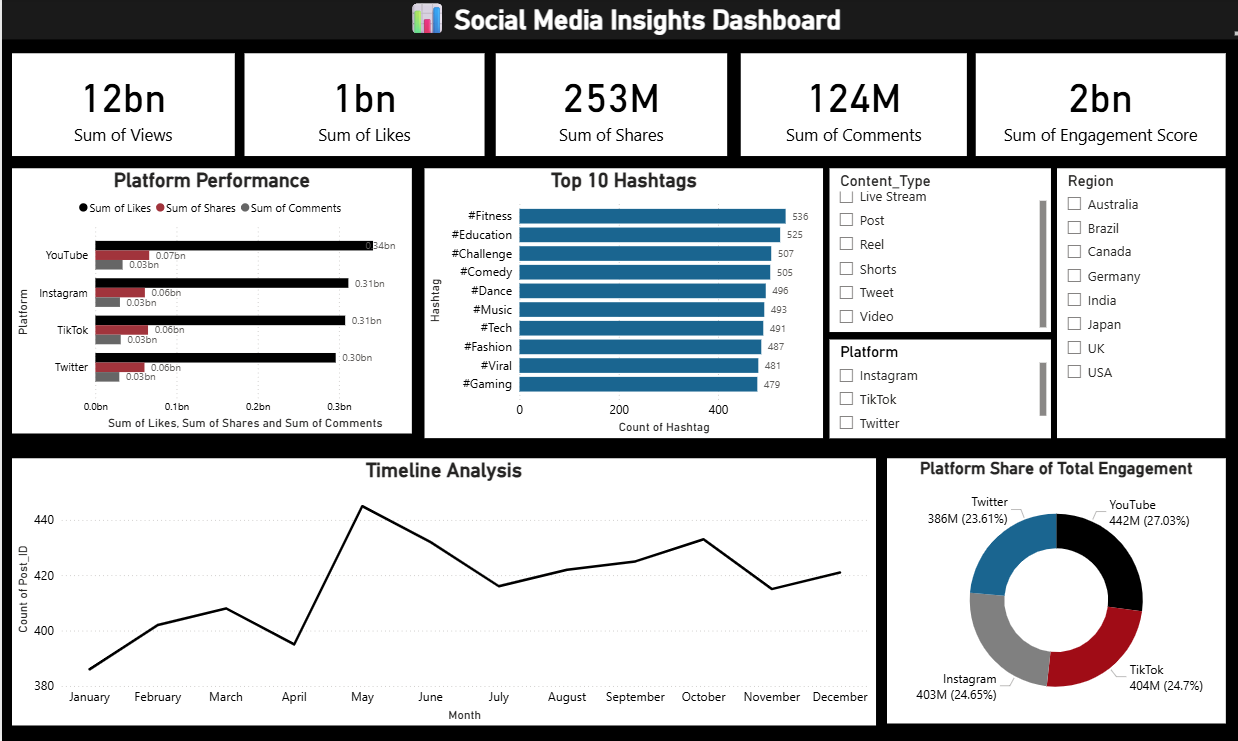 Social Media Insights Dashboard
12bn
Sum of Views
1bn
Sum of Likes
253M
Sum of Shares
124M
Sum of Comments
2bn
Sum of Engagement Score
Platform Performance
Sum of Likes Sum of Shares Sum of Comments
Platform
YouTube
0.34bn
0.07bn
0.03bn
Instagram
0.31bn
0.06bn
0.03bn
TikTok
0.31bn
0.06bn
0.03bn
Twitter
0.30bn
0.06bn
0.03bn
0.0bn 0.1bn 0.2bn 0.3bn
Sum of Likes, Sum of Shares and Sum of Comments
Top 10 Hashtags
Hashtag
#Fitness 536
#Education 525
#Challenge 507
#Comedy 505
#Dance 496
#Music 493
#Tech 491
#Fashion 487
#Viral 481
#Gaming 479
0 200 400
Count of Hashtag
Content_Type
Live Stream
Post
Reel
Shorts
Tweet
Video
Platform
Instagram
TikTok
Twitter
Region
Australia
Brazil
Canada
Germany
India
Japan
UK
USA
Timeline Analysis
Count of Post_ID
440
420
400
380
January February March April May June July August September October November December
Month
Platform Share of Total Engagement
Twitter
386M (23.61%)
YouTube
442M (27.03%)
Instagram
403M (24.65%)
TikTok
404M (24.7%)